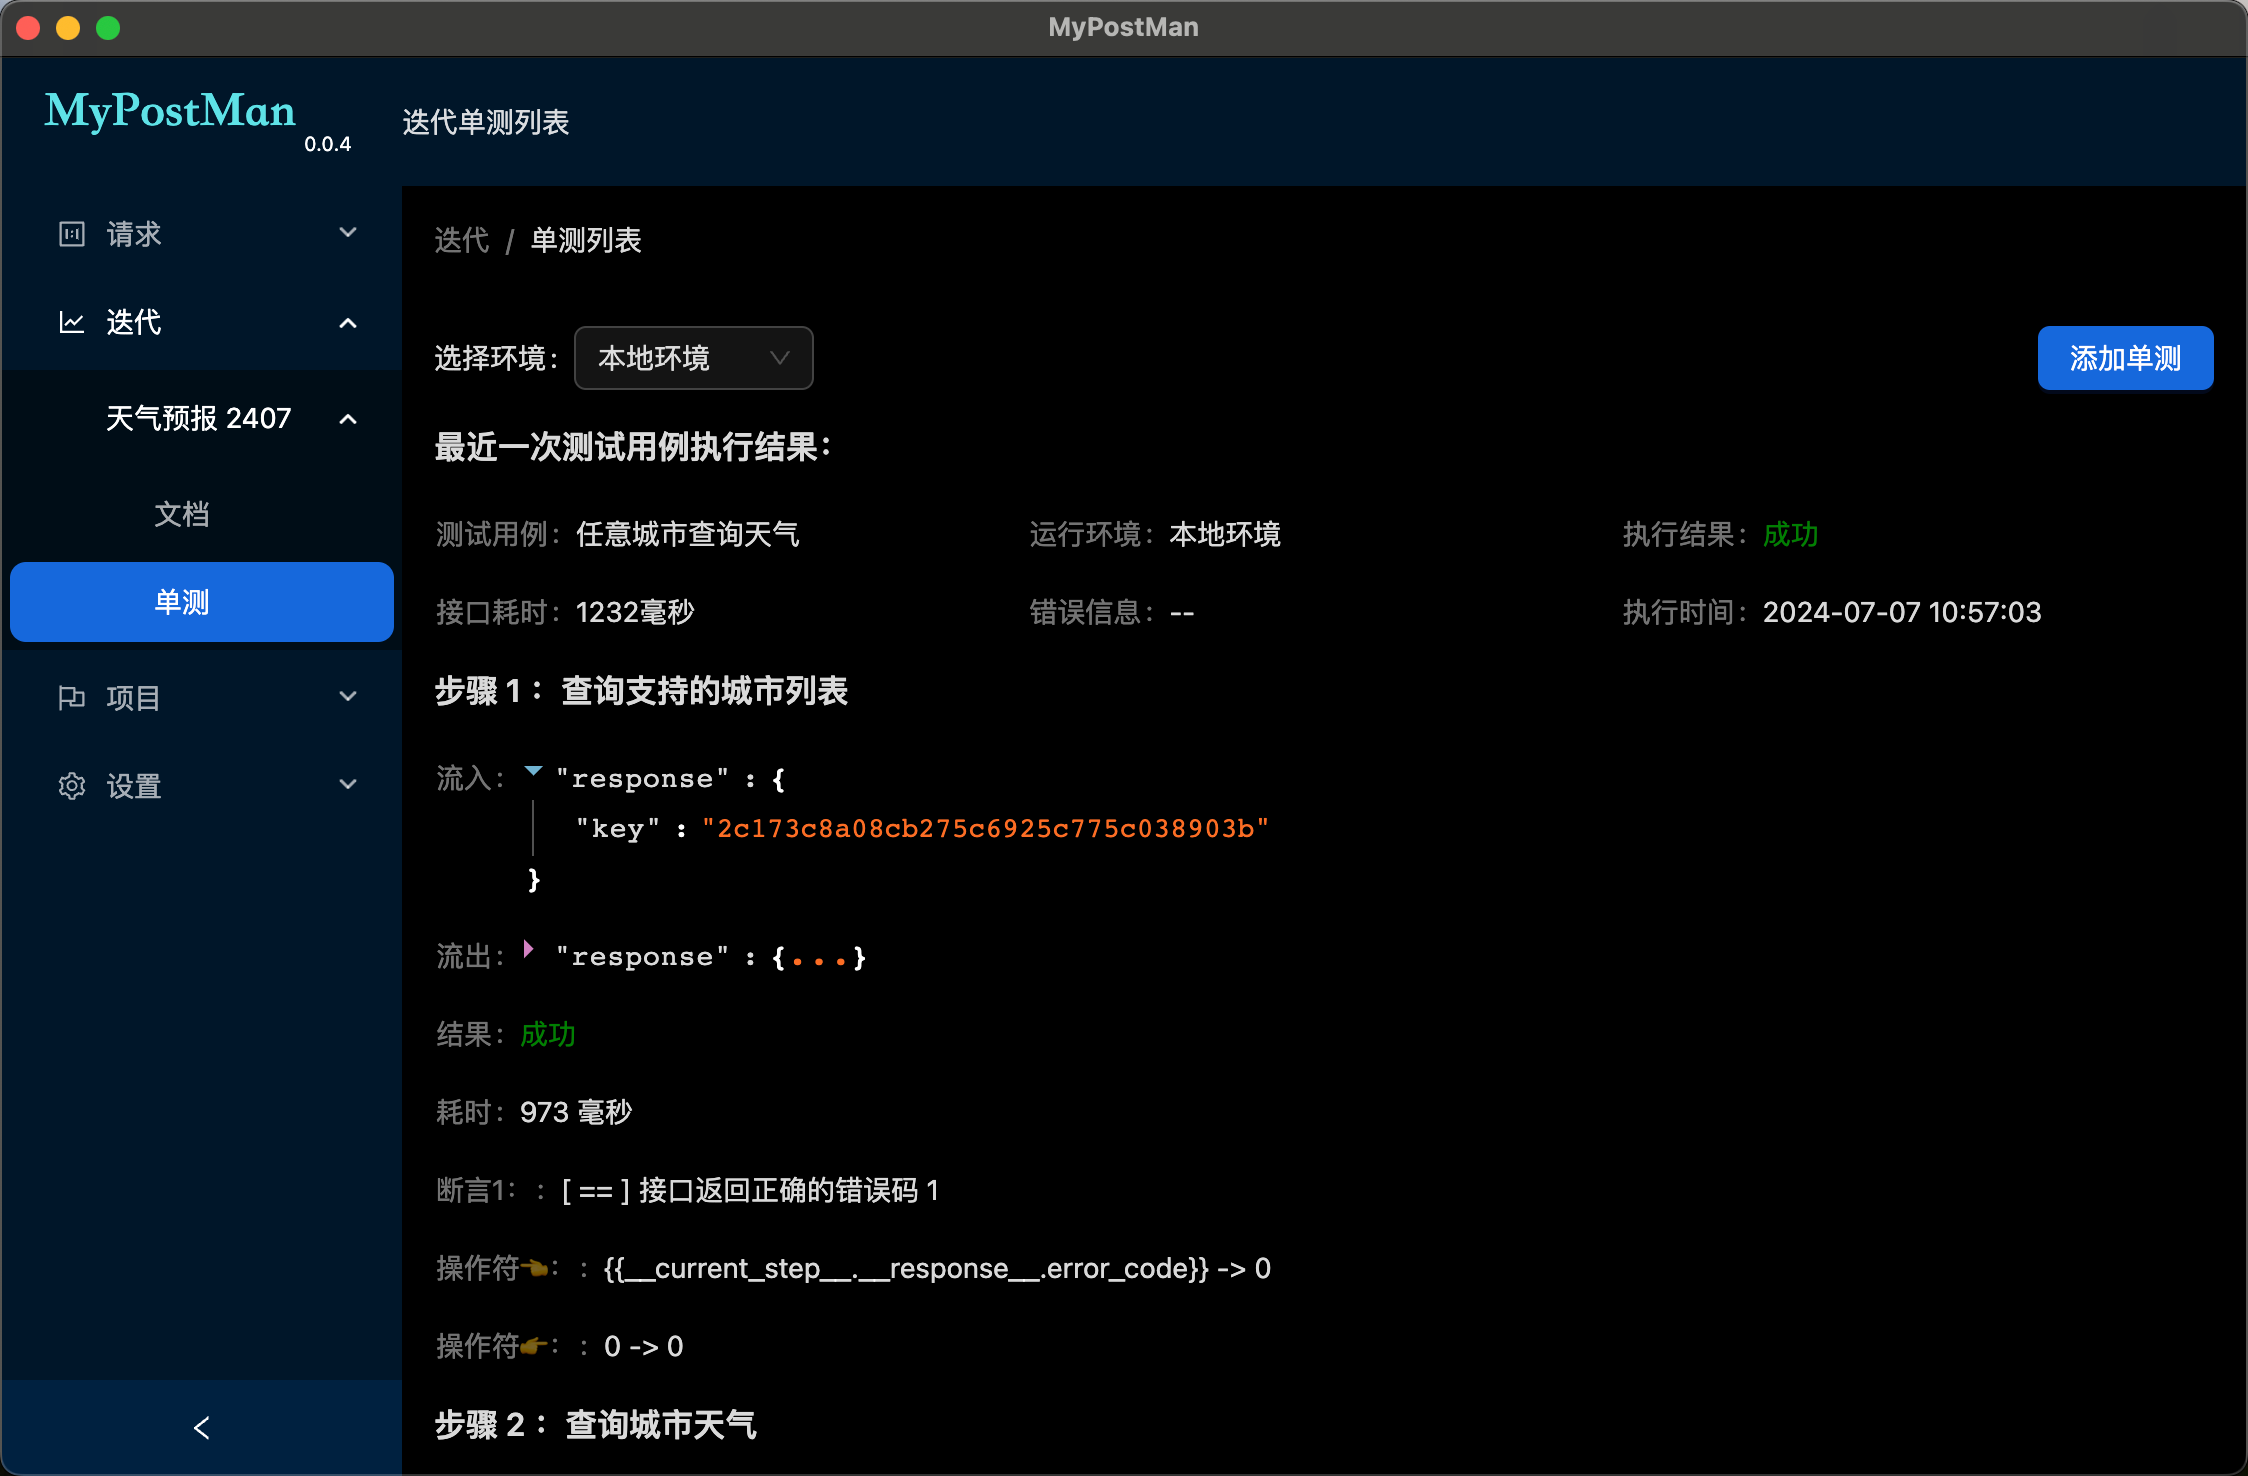 MyPostMan
MyPostMan
0.0.4
迭代单测列表
请求
迭代
天气预报 2407
文档
单测
项目
设置
迭代 / 单测列表
选择环境： 本地环境
添加单测
最近一次测试用例执行结果：
测试用例： 任意城市查询天气 运行环境： 本地环境 执行结果： 成功
接口耗时： 1232毫秒 错误信息： -- 执行时间： 2024-07-07 10:57:03
步骤 1 ： 查询支持的城市列表
流入： "response" : {
"key" : "2c173c8a08cb275c6925c775c038903b"
}
流出： "response" : {...}
结果： 成功
耗时： 973 毫秒
断言1： : [ == ] 接口返回正确的错误码 1
操作符👈： : {{__current_step__.__response__.error_code}} -> 0
操作符👉： : 0 -> 0
步骤 2 ： 查询城市天气